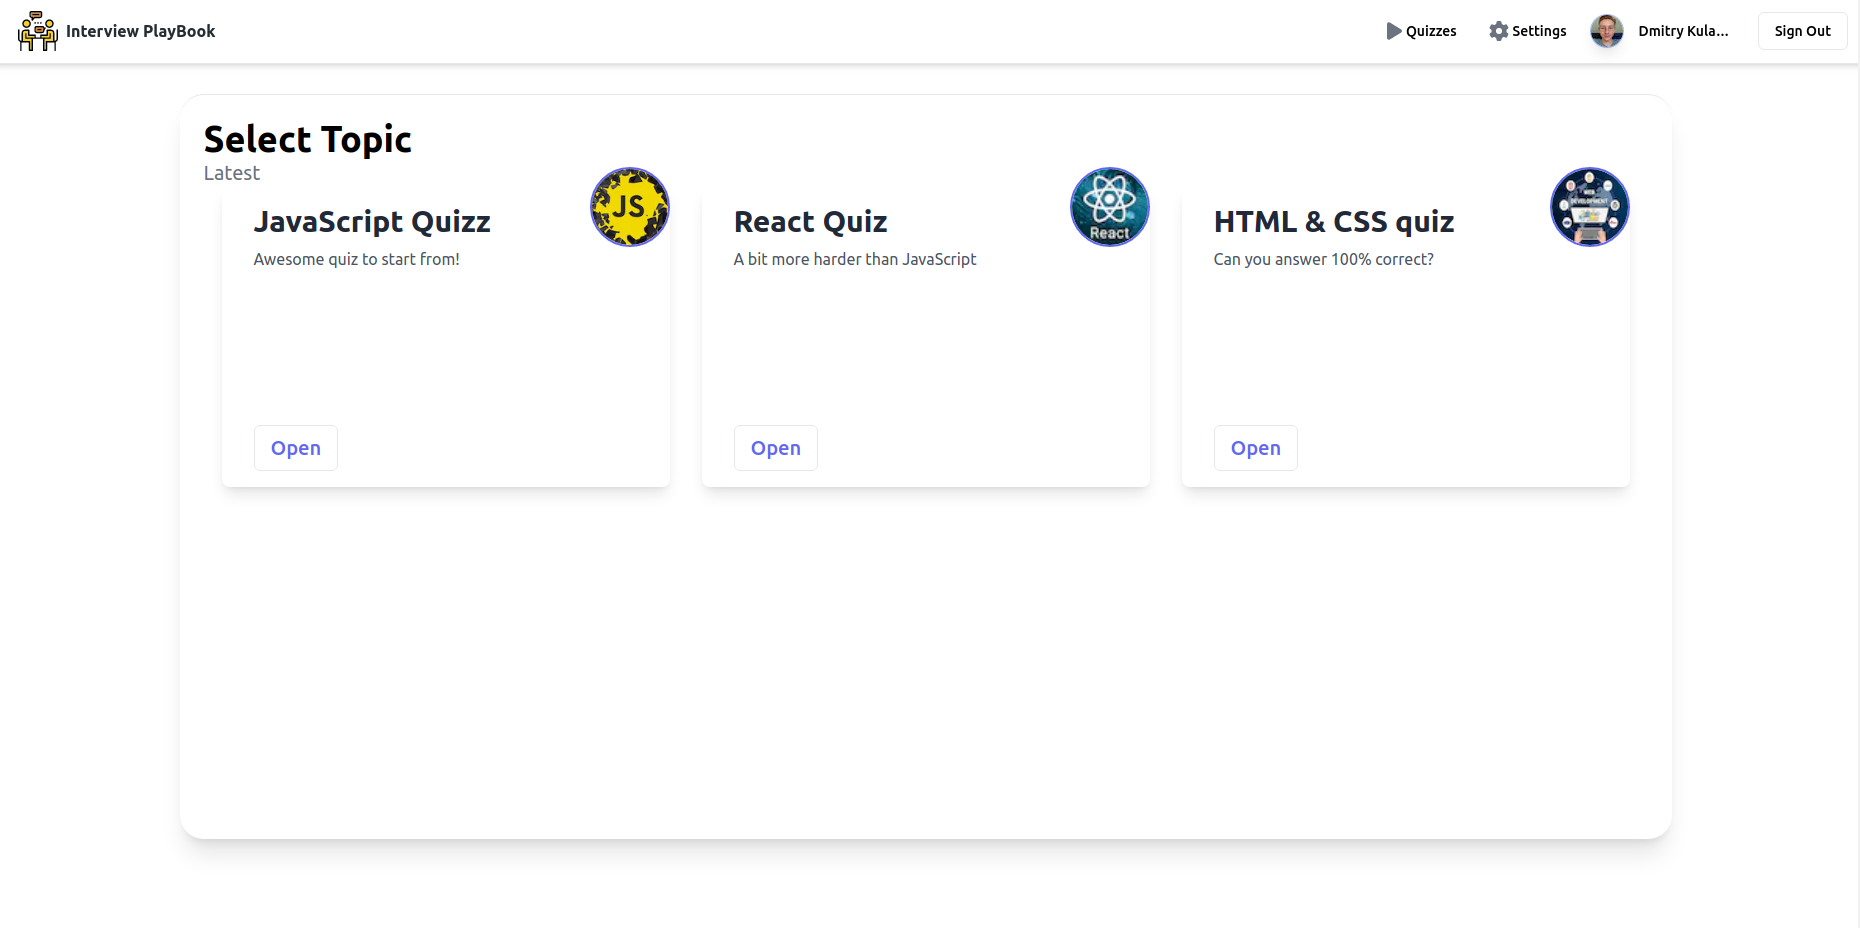 Interview PlayBook
Quizzes
Settings
Dmitry Kula...
Sign Out
Select Topic
Latest
JavaScript Quizz
JS
Awesome quiz to start from!
Open
React Quiz
React
A bit more harder than JavaScript
Open
HTML & CSS quiz
WEB
DEVELOPMENT
Can you answer 100% correct?
Open